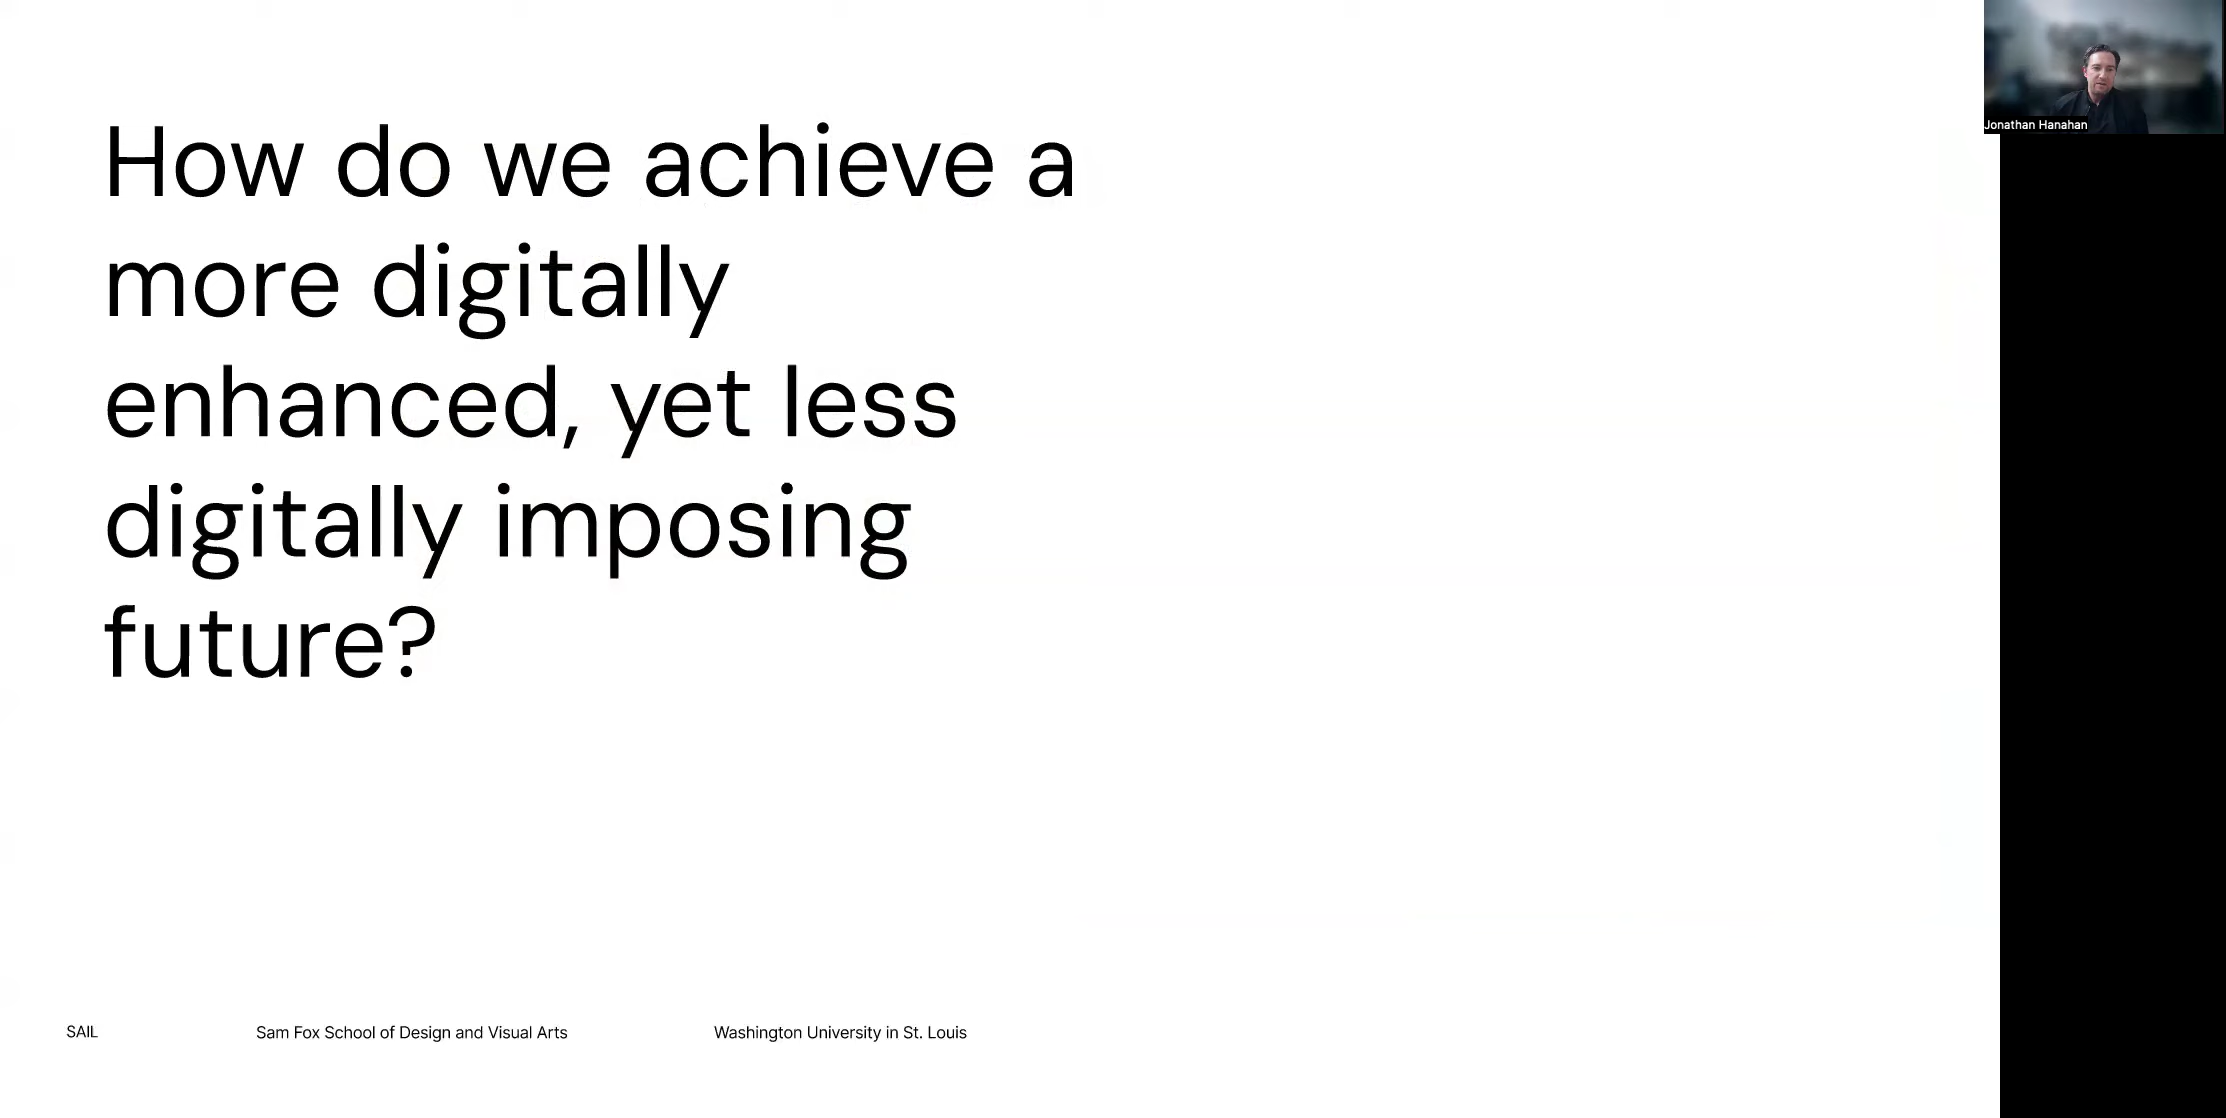 How do we achieve a
more digitally
enhanced, yet less
digitally imposing
future?
Jonathan Hanahan
SAIL
Sam Fox School of Design and Visual Arts
Washington University in St. Louis